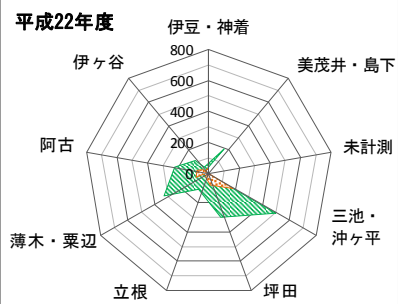 平成22年度
伊豆・神着
800
美茂井・島下
伊ヶ谷
600
400
阿古
未計測
200
0
三池・
沖ヶ平
薄木・粟辺
立根
坪田